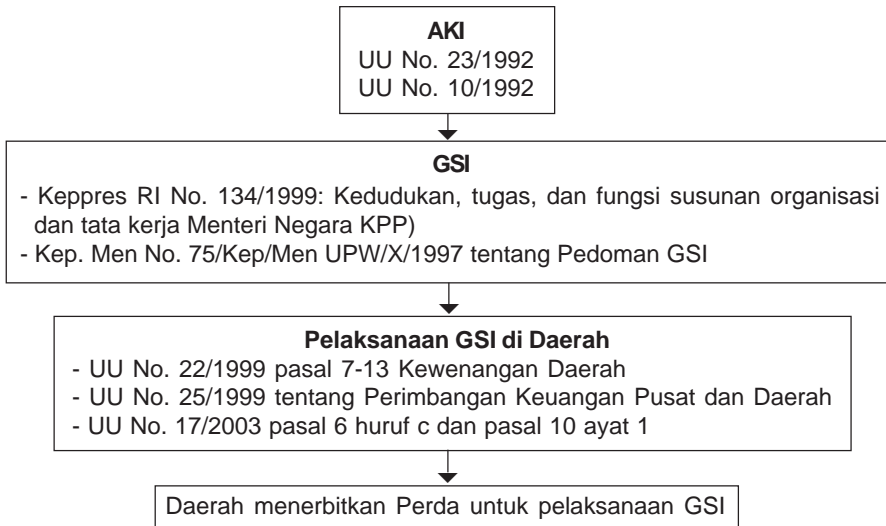 AKI
UU No. 23/1992
UU No. 10/1992
GSI
- Keppres RI No. 134/1999: Kedudukan, tugas, dan fungsi susunan organisasi
dan tata kerja Menteri Negara KPP)
- Kep. Men No. 75/Kep/Men UPW/X/1997 tentang Pedoman GSI
Pelaksanaan GSI di Daerah
- UU No. 22/1999 pasal 7-13 Kewenangan Daerah
- UU No. 25/1999 tentang Perimbangan Keuangan Pusat dan Daerah
- UU No. 17/2003 pasal 6 huruf c dan pasal 10 ayat 1
Daerah menerbitkan Perda untuk pelaksanaan GSI